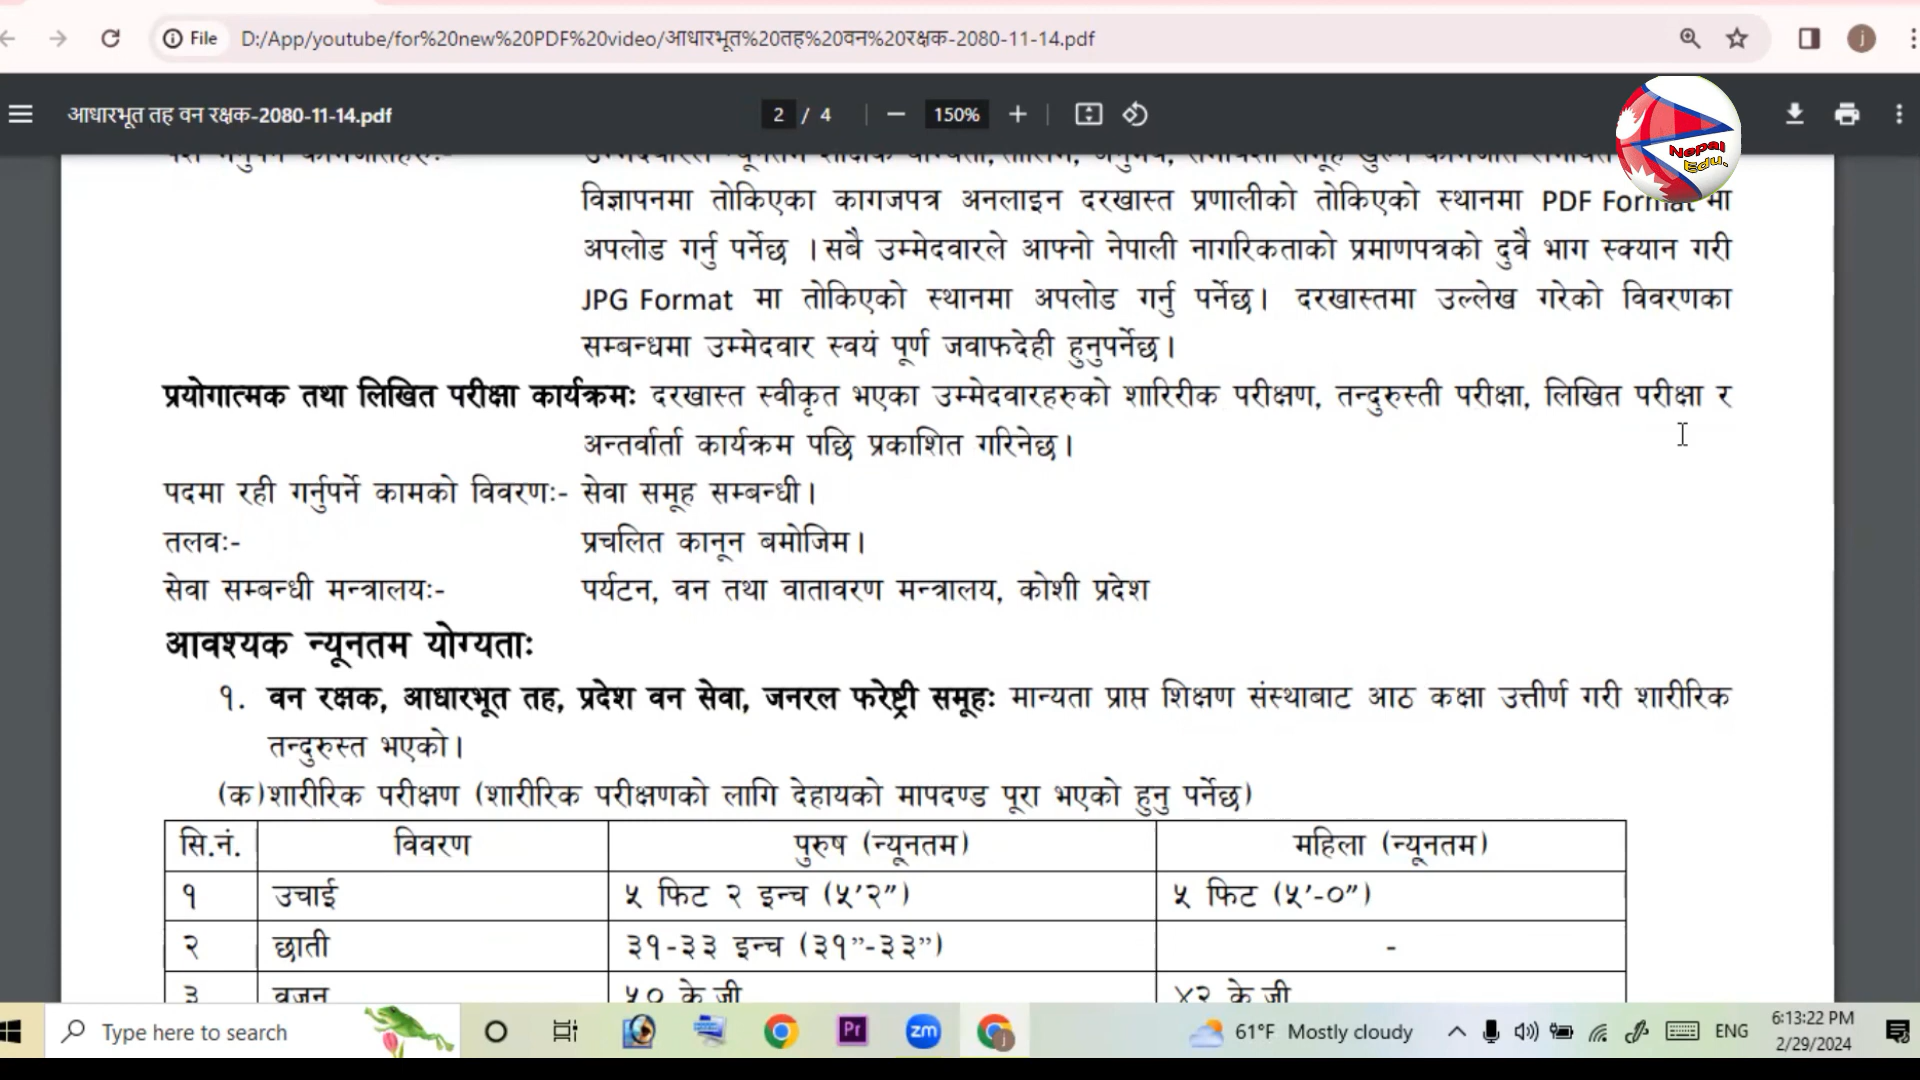 File D:/App/youtube/for%20new%20PDF%20video/आधारभूत%20तह%20वन%20रक्षक-2080-11-14.pdf
आधारभूत तह वन रक्षक-2080-11-14.pdf 2 / 4 150%
Nepal
Edu.
विज्ञापनमा तोकिएका कागजपत्र अनलाइन दरखास्त प्रणालीको तोकिएको स्थानमा PDF Format मा
अपलोड गर्नु पर्नेछ । सबै उम्मेदवारले आफ्नो नेपाली नागरिकताको प्रमाणपत्रको दुवै भाग स्क्यान गरी
JPG Format मा तोकिएको स्थानमा अपलोड गर्नु पर्नेछ। दरखास्तमा उल्लेख गरेको विवरणका
सम्बन्धमा उम्मेदवार स्वयं पूर्ण जवाफदेही हुनुपर्नेछ।
प्रयोगात्मक तथा लिखित परीक्षा कार्यक्रमः दरखास्त स्वीकृत भएका उम्मेदवारहरुको शारिरीक परीक्षण, तन्दुरुस्ती परीक्षा, लिखित परीक्षा र
अन्तर्वार्ता कार्यक्रम पछि प्रकाशित गरिनेछ।
पदमा रही गर्नुपर्ने कामको विवरणः- सेवा समूह सम्बन्धी।
तलवः- प्रचलित कानून बमोजिम।
सेवा सम्बन्धी मन्त्रालयः- पर्यटन, वन तथा वातावरण मन्त्रालय, कोशी प्रदेश
आवश्यक न्यूनतम योग्यताः
१. वन रक्षक, आधारभूत तह, प्रदेश वन सेवा, जनरल फरेष्ट्री समूहः मान्यता प्राप्त शिक्षण संस्थाबाट आठ कक्षा उत्तीर्ण गरी शारीरिक
तन्दुरुस्त भएको।
(क)शारीरिक परीक्षण (शारीरिक परीक्षणको लागि देहायको मापदण्ड पूरा भएको हुनु पर्नेछ)
सि.नं. विवरण पुरुष (न्यूनतम) महिला (न्यूनतम)
१ उचाई ५ फिट २ इन्च (५’२”) ५ फिट (५’-०”)
२ छाती ३१-३३ इन्च (३१”-३३”) -
३ वजन ५० के जी ४२ के जी
Type here to search 61°F Mostly cloudy ENG 6:13:22 PM
2/29/2024